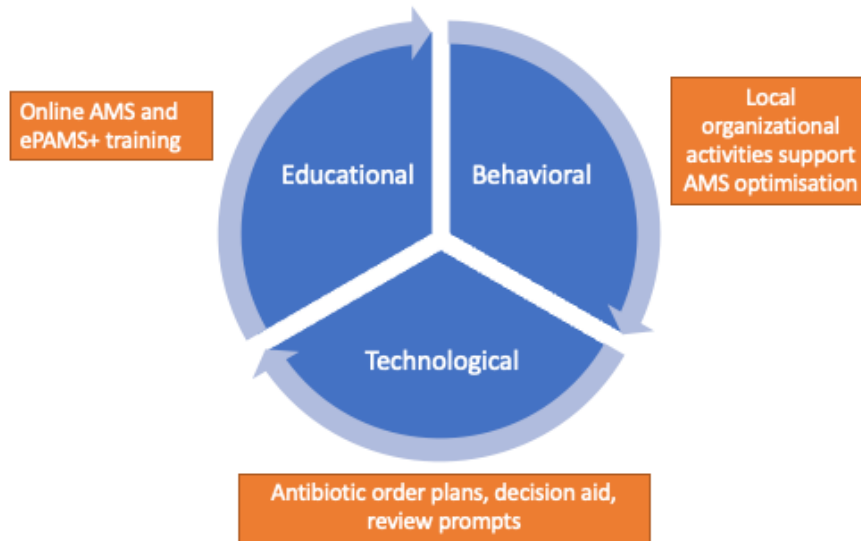 Online AMS and
ePAMS+ training
Educational
Behavioral
Local
organizational
activities support
AMS optimisation
Technological
Antibiotic order plans, decision aid,
review prompts